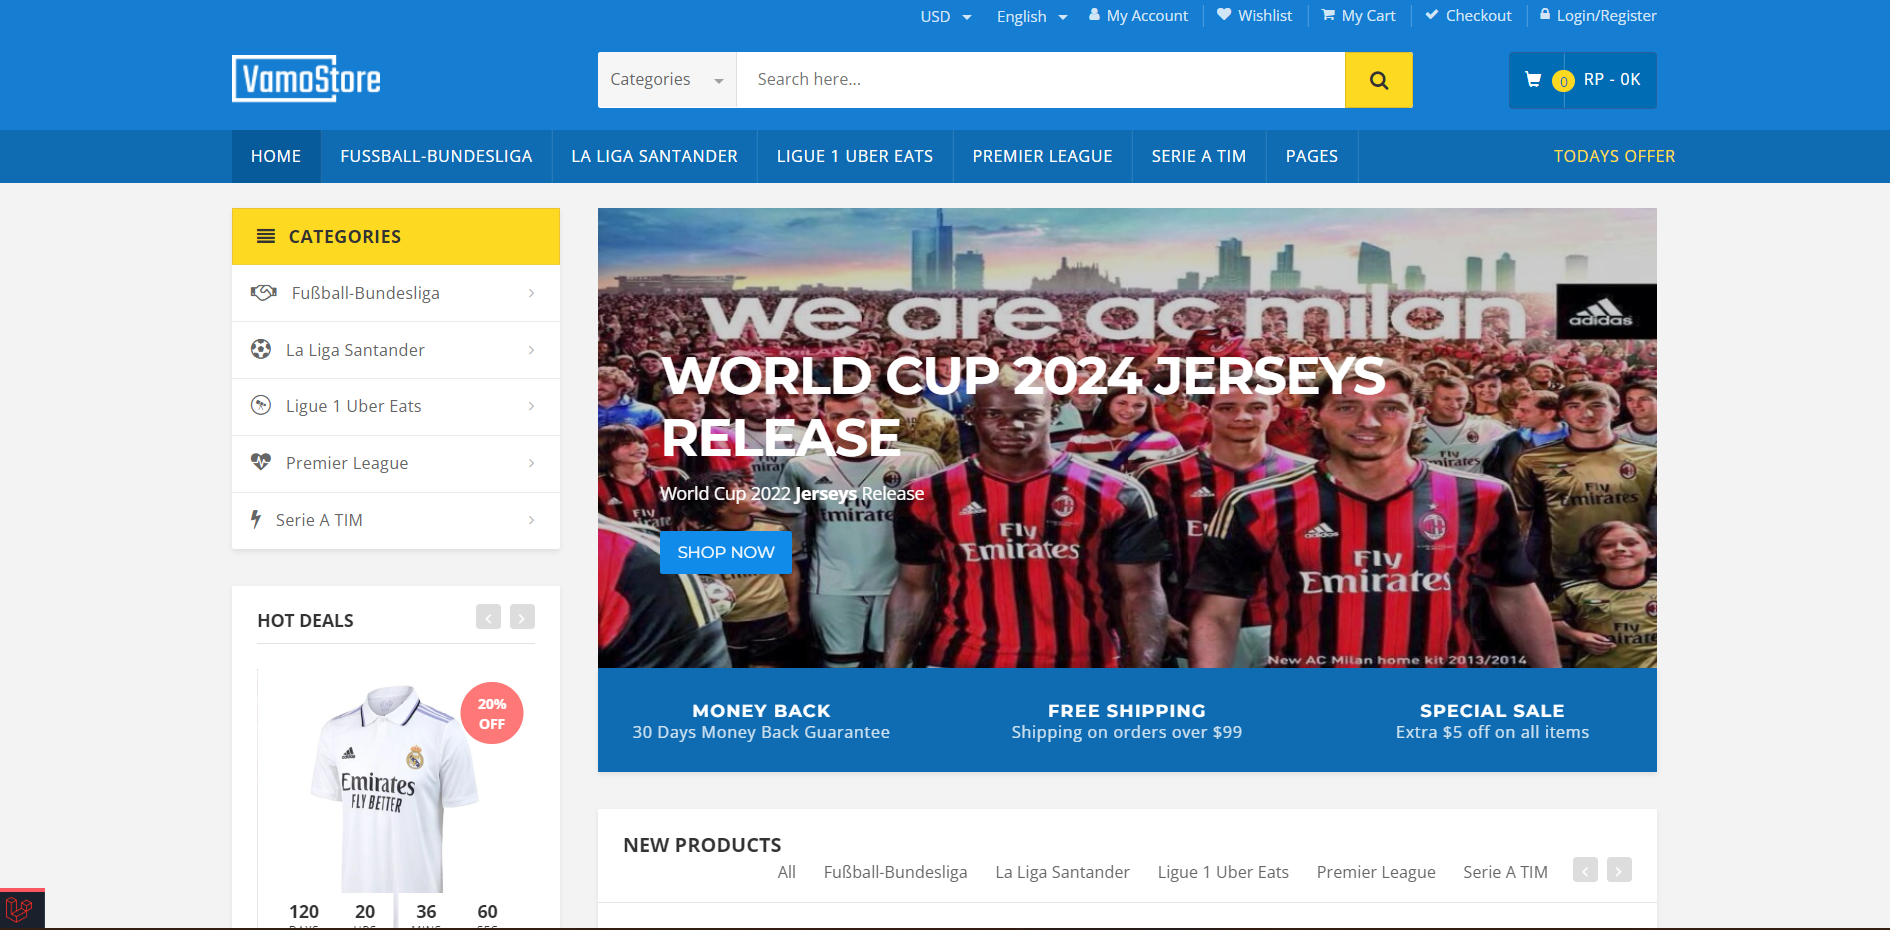 USD English My Account Wishlist My Cart Checkout Login/Register
VamoStore
Categories Search here... 0 RP - 0K
HOME FUSSBALL-BUNDESLIGA LA LIGA SANTANDER LIGUE 1 UBER EATS PREMIER LEAGUE SERIE A TIM PAGES TODAYS OFFER
CATEGORIES
Fußball-Bundesliga
La Liga Santander
Ligue 1 Uber Eats
Premier League
Serie A TIM
we are ac milan
adidas
WORLD CUP 2024 JERSEYS
RELEASE
World Cup 2022 Jerseys Release
SHOP NOW
Fly
Emirates
Fly
Emirates
Fly
Emirates
New AC Milan home kit 2013/2014
MONEY BACK
30 Days Money Back Guarantee
FREE SHIPPING
Shipping on orders over $99
SPECIAL SALE
Extra $5 off on all items
HOT DEALS
20%
OFF
Emirates
FLY BETTER
120 20 36 60
NEW PRODUCTS
All Fußball-Bundesliga La Liga Santander Ligue 1 Uber Eats Premier League Serie A TIM